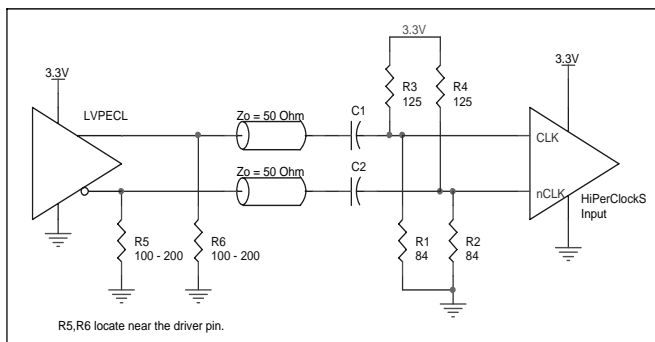 3.3V
3.3V
3.3V
R3
125
R4
125
LVPECL
Zo = 50 Ohm
C1
CLK
Zo = 50 Ohm
C2
nCLK
HiPerClockS
Input
R5
100 - 200
R6
100 - 200
R1
84
R2
84
R5,R6 locate near the driver pin.